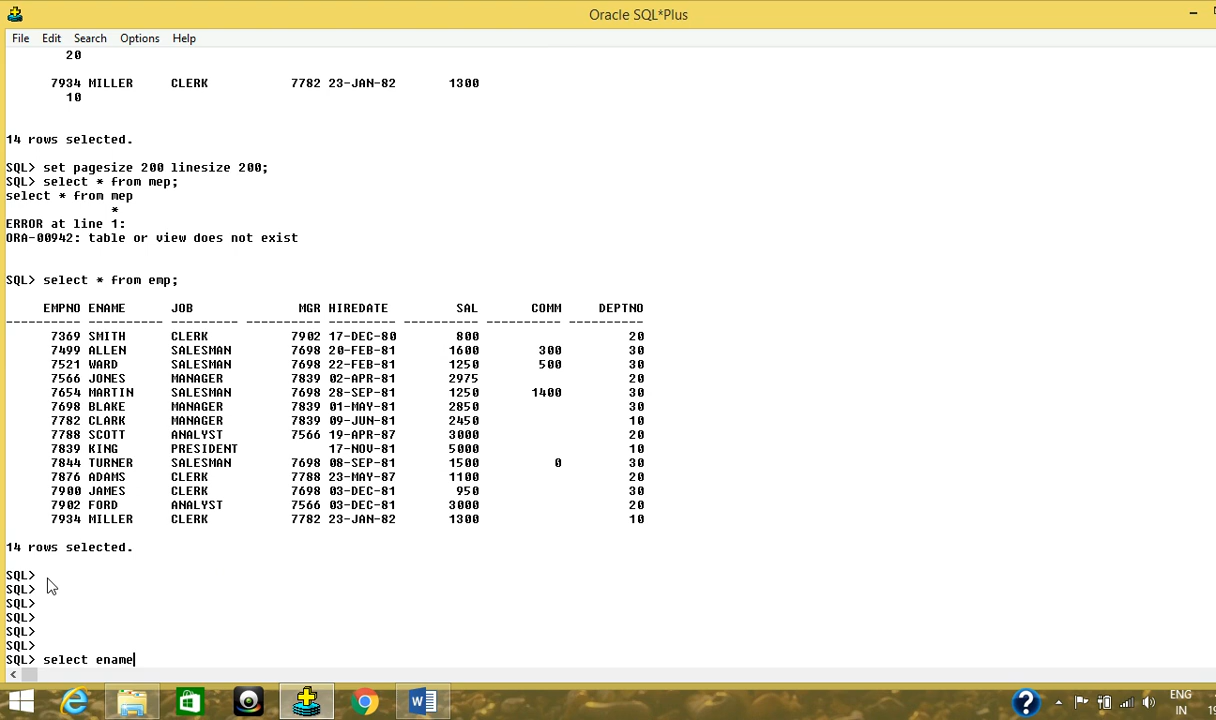 Oracle SQL*Plus
File Edit Search Options Help
20
7934 MILLER CLERK 7782 23-JAN-82 1300
10
14 rows selected.
SQL> set pagesize 200 linesize 200;
SQL> select * from mep;
select * from mep
*
ERROR at line 1:
ORA-00942: table or view does not exist
SQL> select * from emp;
EMPNO ENAME JOB MGR HIREDATE SAL COMM DEPTNO
---------- ---------- --------- ---------- --------- ---------- ---------- ----------
7369 SMITH CLERK 7902 17-DEC-80 800 20
7499 ALLEN SALESMAN 7698 20-FEB-81 1600 300 30
7521 WARD SALESMAN 7698 22-FEB-81 1250 500 30
7566 JONES MANAGER 7839 02-APR-81 2975 20
7654 MARTIN SALESMAN 7698 28-SEP-81 1250 1400 30
7698 BLAKE MANAGER 7839 01-MAY-81 2850 30
7782 CLARK MANAGER 7839 09-JUN-81 2450 10
7788 SCOTT ANALYST 7566 19-APR-87 3000 20
7839 KING PRESIDENT 17-NOV-81 5000 10
7844 TURNER SALESMAN 7698 08-SEP-81 1500 0 30
7876 ADAMS CLERK 7788 23-MAY-87 1100 20
7900 JAMES CLERK 7698 03-DEC-81 950 30
7902 FORD ANALYST 7566 03-DEC-81 3000 20
7934 MILLER CLERK 7782 23-JAN-82 1300 10
14 rows selected.
SQL>
SQL>
SQL>
SQL>
SQL>
SQL>
SQL> select ename
ENG
IN